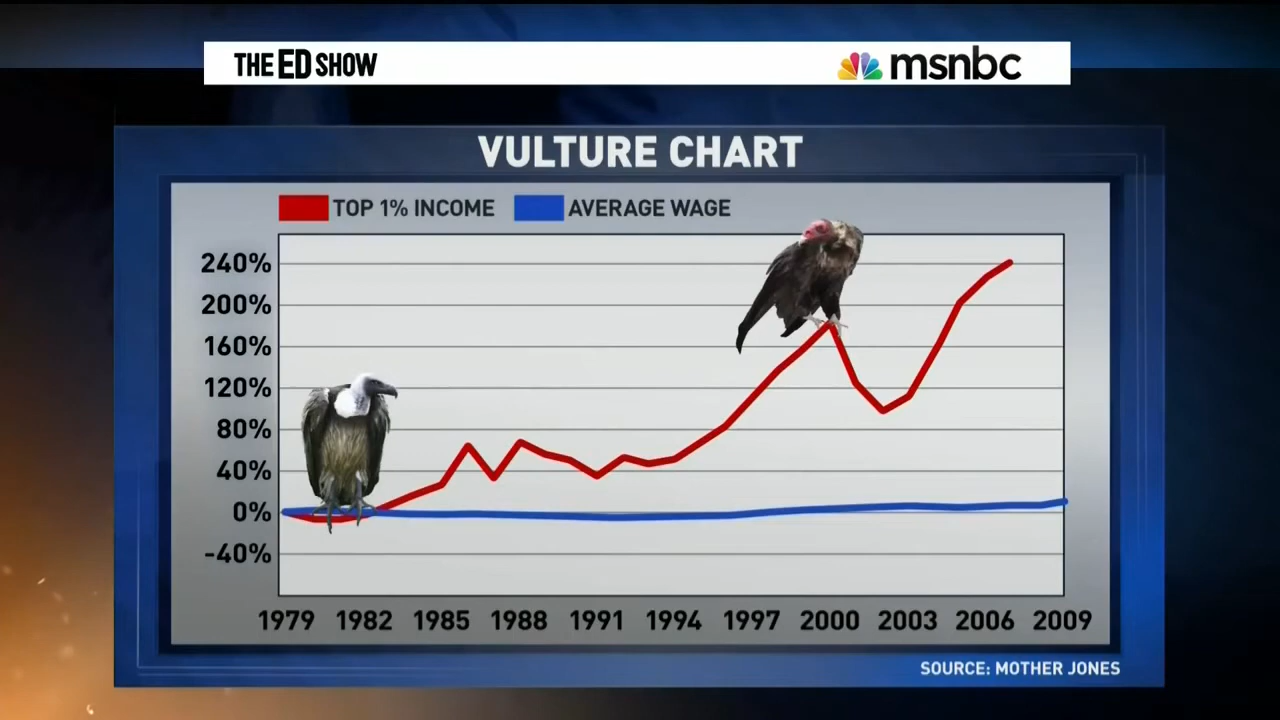 THE ED SHOW
msnbc
VULTURE CHART
TOP 1% INCOME AVERAGE WAGE
240%
200%
160%
120%
80%
40%
0%
-40%
1979 1982 1985 1988 1991 1994 1997 2000 2003 2006 2009
SOURCE: MOTHER JONES